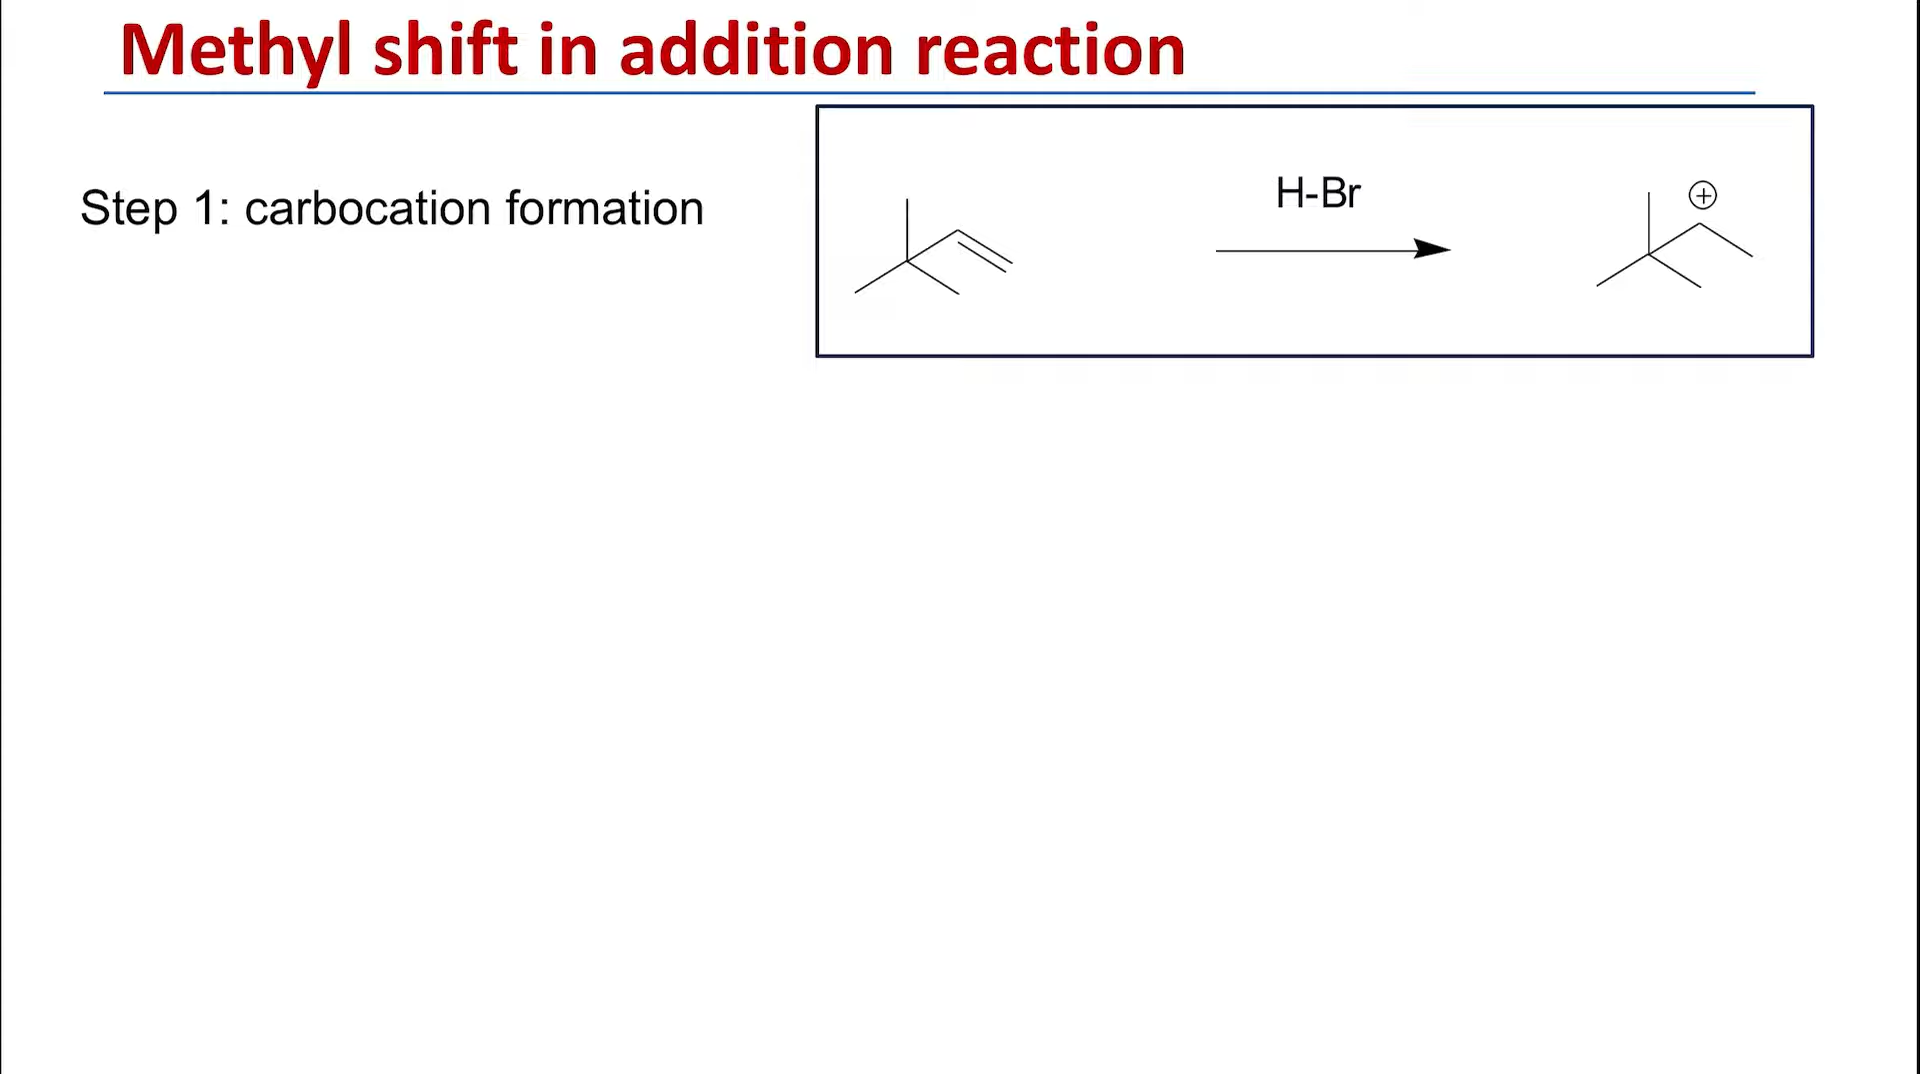 Methyl shift in addition reaction
Step 1: carbocation formation
H-Br
+